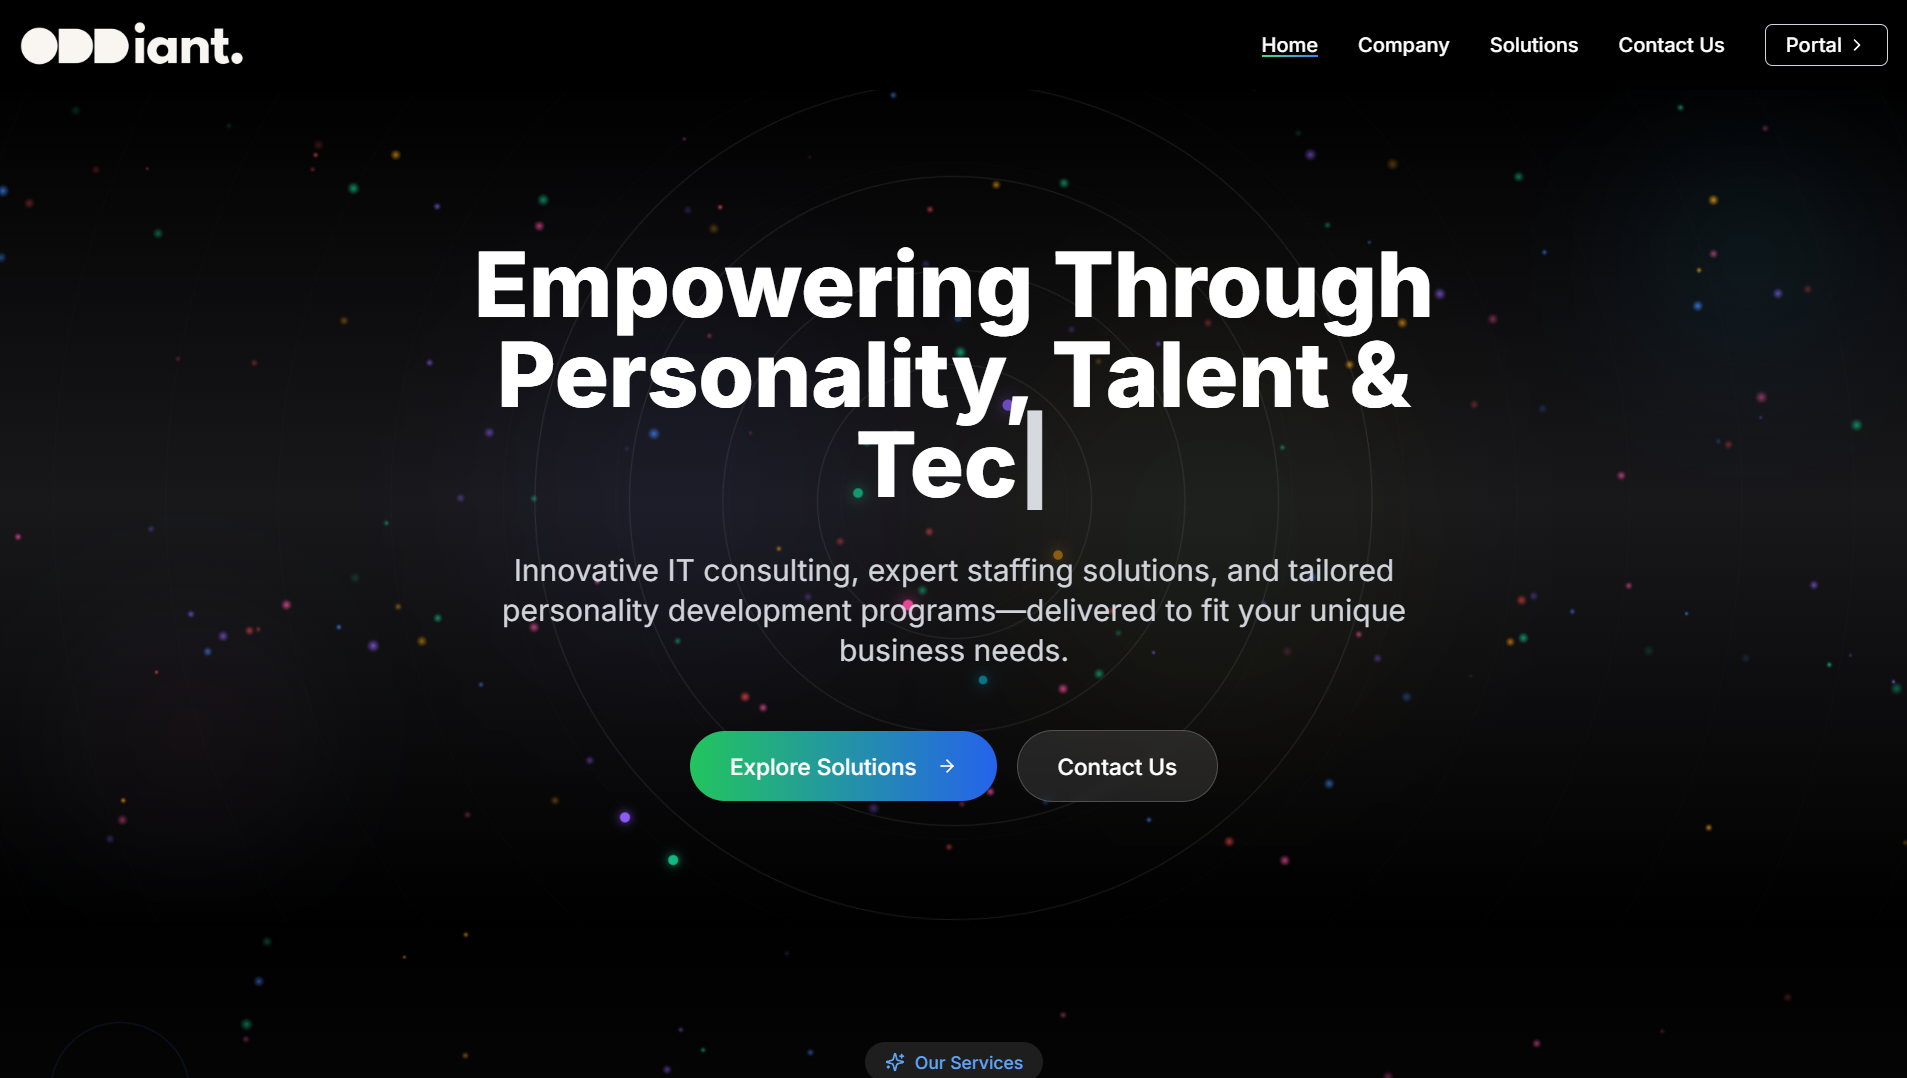 ODDiant.
Home Company Solutions Contact Us Portal
Empowering Through
Personality, Talent &
Tec
Innovative IT consulting, expert staffing solutions, and tailored
personality development programs—delivered to fit your unique
business needs.
Explore Solutions
Contact Us
Our Services